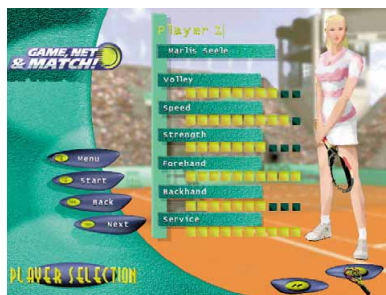 Player 1
GAME, NET
& MATCH!
Marlis Seele
Volley
Speed
Strength
Forehand
Backhand
Service
Menu
Start
Back
Next
PLAYER SELECTION